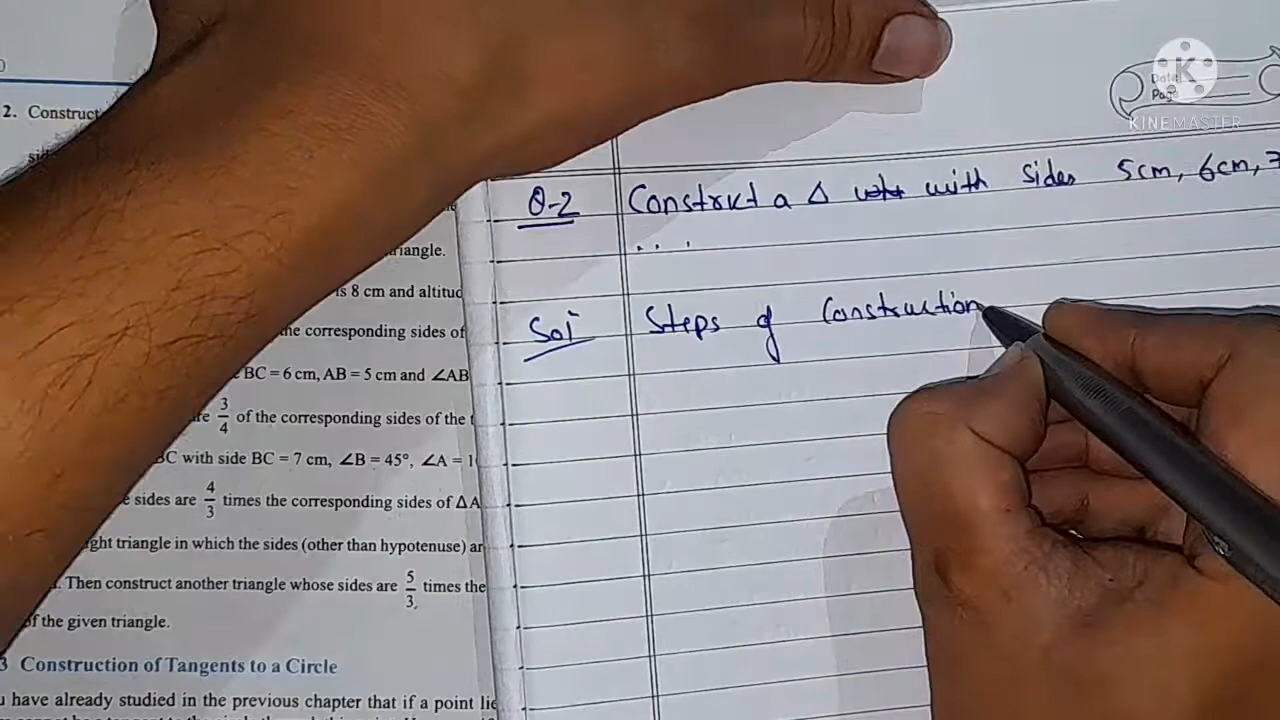 2. Construct
Date
Page
KINEMASTER
Q-2 Construct a Δ with sides 5cm, 6cm, 7
. . .
riangle.
is 8 cm and altitud
Sol Steps of Construction
the corresponding sides of
BC = 6 cm, AB = 5 cm and ∠AB
re 3/4 of the corresponding sides of the t
BC with side BC = 7 cm, ∠B = 45°, ∠A = 1
e sides are 4/3 times the corresponding sides of ΔA
ght triangle in which the sides (other than hypotenuse) ar
. Then construct another triangle whose sides are 5/3 times the
of the given triangle.
3 Construction of Tangents to a Circle
u have already studied in the previous chapter that if a point lie